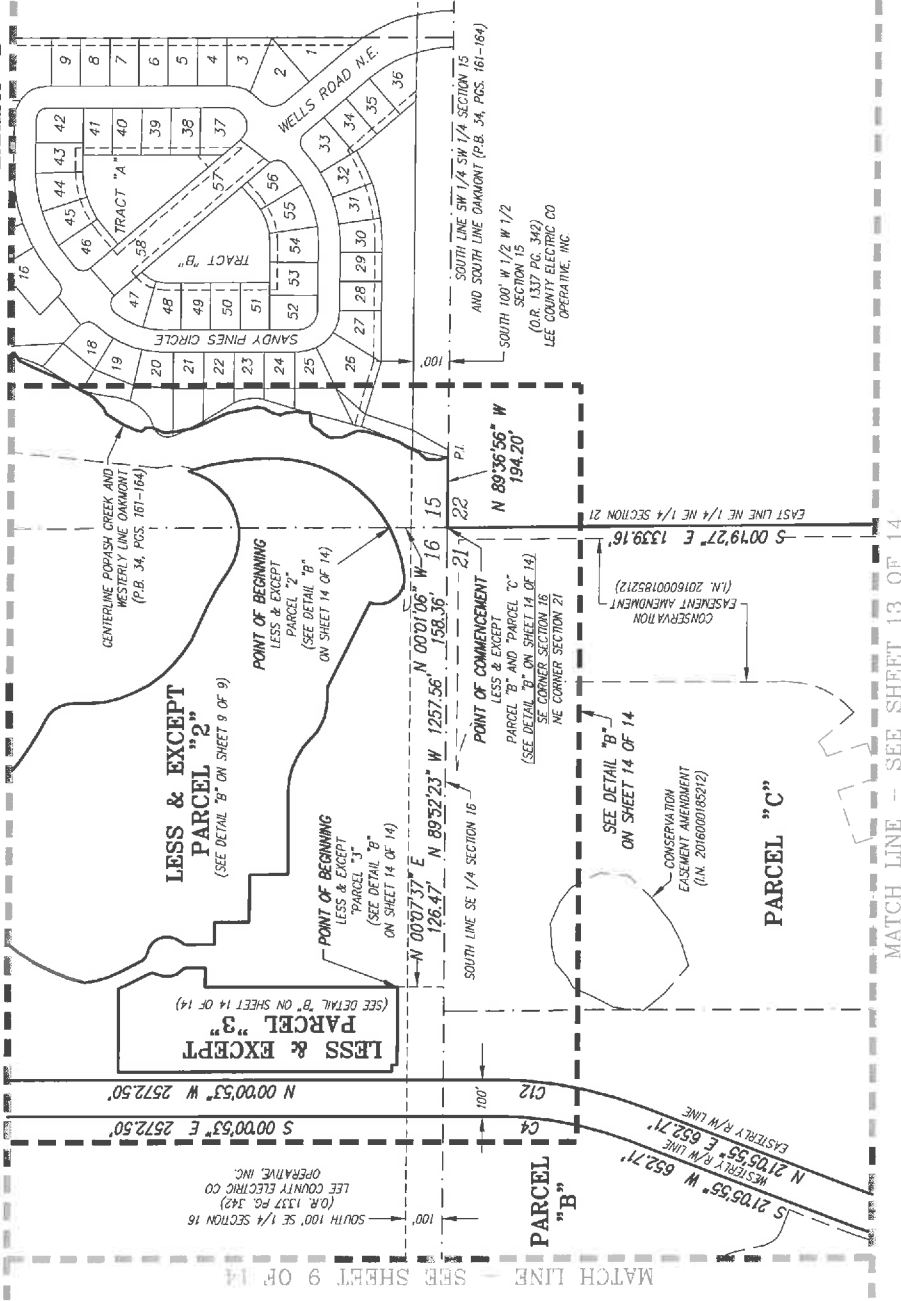 9
8
7
6
5
4
3
2
1
42
41
40
39
38
37
43
44
45
46
TRACT "A"
WELLS ROAD N.E.
36
35
34
33
32
31
30
29
28
27
26
57
58
56
55
54
53
52
TRACT "B"
47
48
49
50
51
SANDY PINES CIRCLE
16
18
19
20
21
22
23
24
25
SOUTH LINE SW 1/4 SW 1/4 SECTION 15
AND SOUTH LINE OAKMONT (P.B. 34, PGS. 161-164)
SOUTH 100' W 1/2 W 1/2
SECTION 15
(O.R. 1337 PG. 342)
LEE COUNTY ELECTRIC CO
OPERATIVE, INC
100'
CENTERLINE POPASH CREEK AND
WESTERLY LINE OAKMONT
(P.B. 34, PGS. 161-164)
P.I.
N 89°36'56" W
194.20'
15
22
16
21
EAST LINE NE 1/4 NE 1/4 SECTION 21
S 00°19'27" E 1339.16'
POINT OF BEGINNING
LESS & EXCEPT
PARCEL "2"
(SEE DETAIL "B"
ON SHEET 14 OF 14)
N 00°01'06" W
158.36'
POINT OF COMMENCEMENT
LESS & EXCEPT
PARCEL "B" AND "PARCEL "C"
(SEE DETAIL "B" ON SHEET 14 OF 14)
SE CORNER SECTION 16
NE CORNER SECTION 21
CONSERVATION
EASEMENT AMENDMENT
(I.N. 2016000185212)
LESS & EXCEPT
PARCEL "2"
(SEE DETAIL "B" ON SHEET 9 OF 9)
N 89°52'23" W 1257.56'
SEE DETAIL "B"
ON SHEET 14 OF 14
POINT OF BEGINNING
LESS & EXCEPT
"PARCEL "3"
(SEE DETAIL "B"
ON SHEET 14 OF 14)
N 00°07'37" E
126.47'
SOUTH LINE SE 1/4 SECTION 16
CONSERVATION
EASEMENT AMENDMENT
(I.N. 2016000185212)
PARCEL "C"
LESS & EXCEPT
PARCEL "3"
(SEE DETAIL "B" ON SHEET 14 OF 14)
N 00°00'53" W 2572.50'
S 00°00'53" E 2572.50'
100'
C12
C4
EASTERLY R/W LINE
N 21°05'55" E 652.71'
WESTERLY R/W LINE
S 21°05'55" W 652.71'
SOUTH 100' SE 1/4 SECTION 16
(O.R. 1337 PG. 342)
LEE COUNTY ELECTRIC CO
OPERATIVE, INC.
100'
PARCEL
"B"
MATCH LINE - SEE SHEET 9 OF 14
MATCH LINE - SEE SHEET 13 OF 14